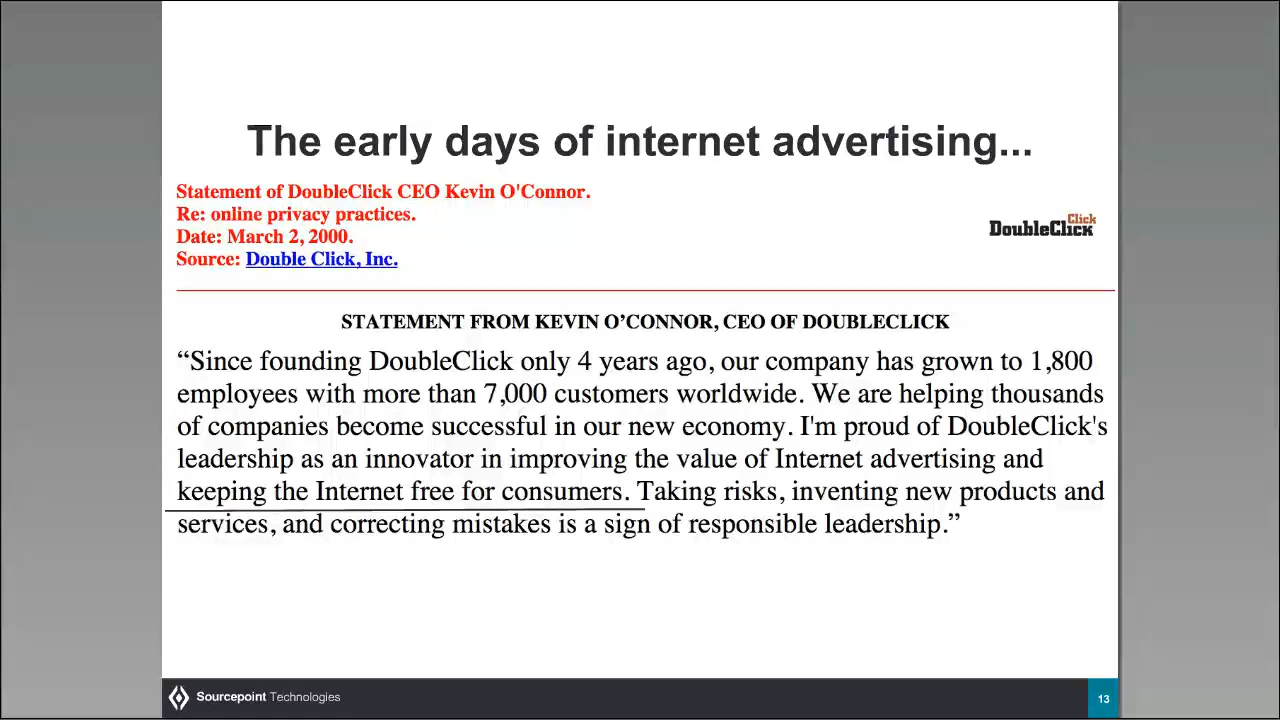 The early days of internet advertising...
Statement of DoubleClick CEO Kevin O'Connor.
Re: online privacy practices.
Date: March 2, 2000.
Source: Double Click, Inc.
Click
DoubleClick
STATEMENT FROM KEVIN O’CONNOR, CEO OF DOUBLECLICK
“Since founding DoubleClick only 4 years ago, our company has grown to 1,800
employees with more than 7,000 customers worldwide. We are helping thousands
of companies become successful in our new economy. I'm proud of DoubleClick's
leadership as an innovator in improving the value of Internet advertising and
keeping the Internet free for consumers. Taking risks, inventing new products and
services, and correcting mistakes is a sign of responsible leadership.”
Sourcepoint Technologies
13